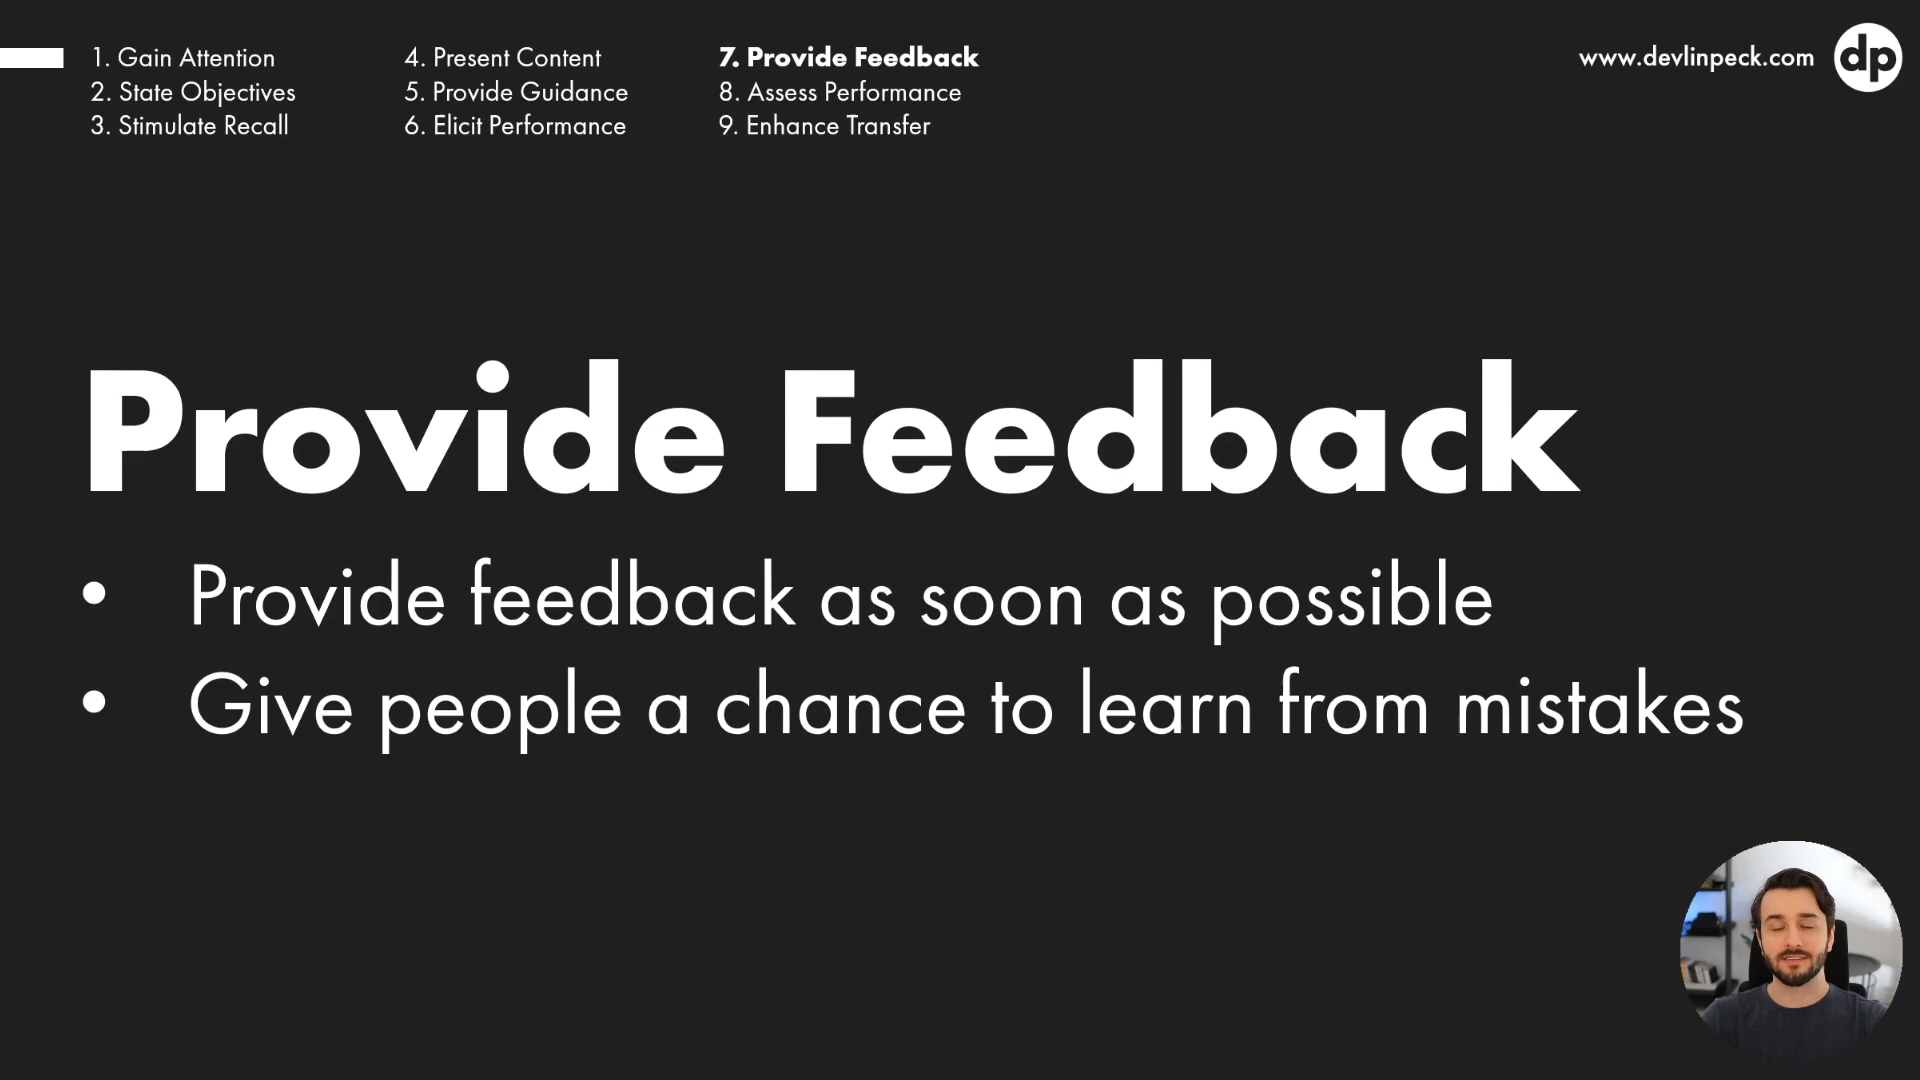 1. Gain Attention
2. State Objectives
3. Stimulate Recall
4. Present Content
5. Provide Guidance
6. Elicit Performance
7. Provide Feedback
8. Assess Performance
9. Enhance Transfer
www.devlinpeck.com
dp
Provide Feedback
• Provide feedback as soon as possible
• Give people a chance to learn from mistakes